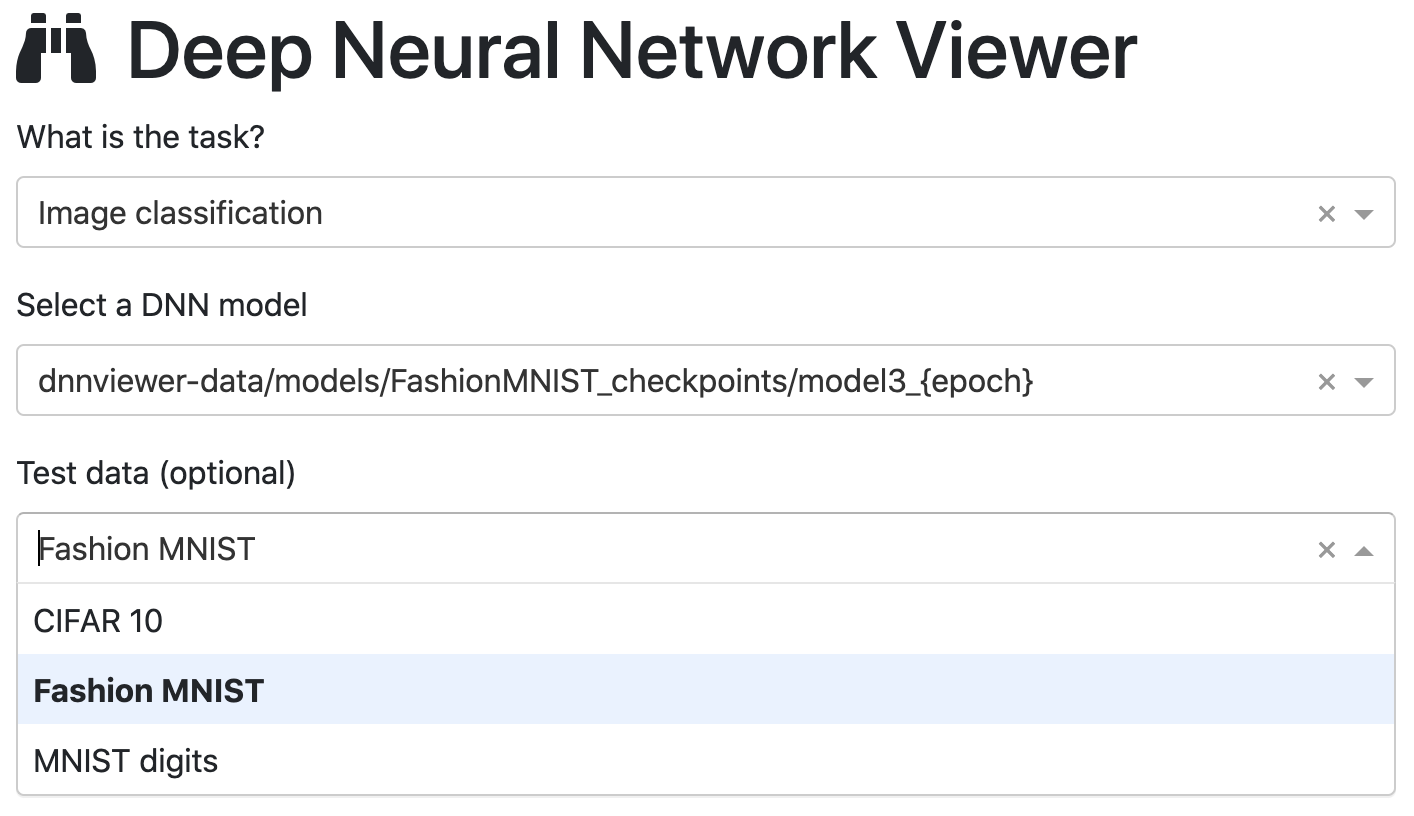 Deep Neural Network Viewer
What is the task?
Image classification
Select a DNN model
dnnviewer-data/models/FashionMNIST_checkpoints/model3_{epoch}
Test data (optional)
Fashion MNIST
CIFAR 10
Fashion MNIST
MNIST digits